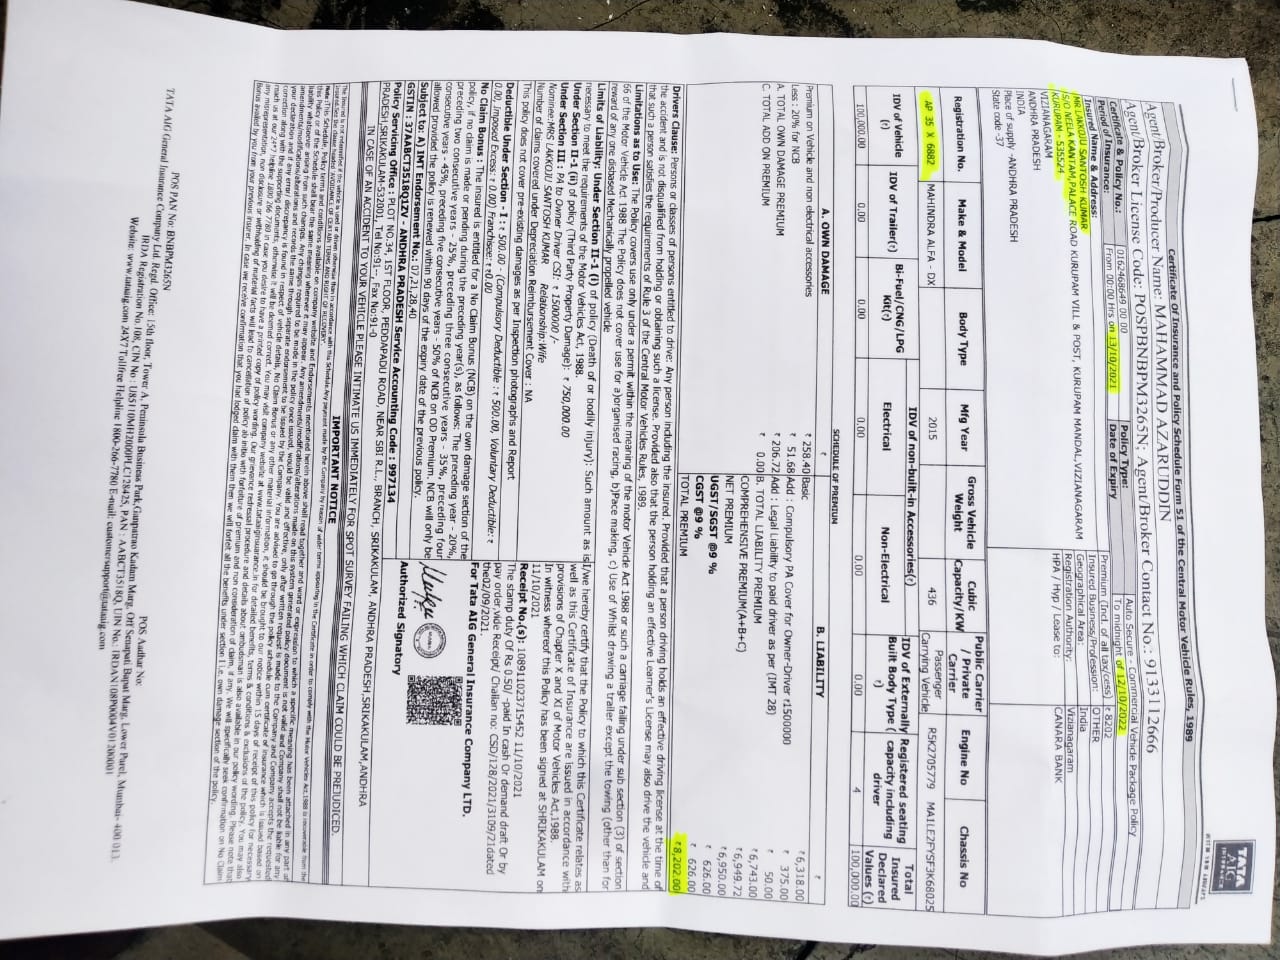 TATA
AIG
INSURANCE
WITH YOU ALWAYS
Certificate Of Insurance and Policy Schedule Form 51 of the Central Motor Vehicle Rules, 1989
Agent/Broker/Producer Name: MAHAMMAD AZARUDDIN
Agent/Broker License Code: POSPBNBPM3265N; Agent/Broker Contact No.: 9133112666
Certificate & Policy No.: Policy Type: Auto Secure - Commercial Vehicle Package Policy
Period of Insurance: From 00:00 Hrs on 13/10/2021 Date of Expiry To midnight of 12/10/2022
Insured Name & Address: Premium (Incl. of all tax/cess) ₹ 8202
MR LAKKOJU SANTOSH KUMAR Insured Business/Profession: OTHER
S/O NEELA KANTAM,PALACE ROAD KURUPAM VILL & POST, KURUPAM MANDAL,VIZIANAGARAM Geographical Area: India
KURUPAM - 535524 Registration Authority: Vizianagaram
VIZIANAGARAM HPA / Hyp / Lease to: CANARA BANK
ANDHRA PRADESH
INDIA
Place of supply -ANDHRA PRADESH
State code -37
Registration No. Make & Model Body Type Mfg Year Gross Vehicle Weight Cubic Capacity/KW Public Carrier / Private Carrier Engine No Chassis No
AP 35 X 6882 MAHINDRA ALFA - DX 2015 436 Passenger Carrying Vehicle R5K2705779 MA1LE2FYSF3K68025
IDV of Vehicle (₹) IDV of Trailer(₹) Bi-Fuel/CNG/LPG Kit(₹) IDV of non-built-in Accessories(₹) Electrical Non-Electrical IDV of Externally Built Body Type (₹) Registered seating capacity including driver Total Insured Declared Values (₹)
100,000.00 0.00 0.00 0.00 0.00 0.00 4 100,000.00
SCHEDULE OF PREMIUM
A. OWN DAMAGE ₹ B. LIABILITY ₹
Premium on Vehicle and non electrical accessories ₹ 258.40 Basic ₹ 6,318.00
Less : 20% for NCB ₹ 51.68 Add : Compulsory PA Cover for Owner-Driver ₹1500000 ₹ 375.00
A. TOTAL OWN DAMAGE PREMIUM ₹ 206.72 Add : Legal Liability to paid driver as per (IMT 28) ₹ 50.00
C. TOTAL ADD ON PREMIUM ₹ 0.00 B. TOTAL LIABILITY PREMIUM ₹ 6,743.00
COMPREHENSIVE PREMIUM(A+B+C) ₹ 6,949.72
NET PREMIUM ₹ 6,950.00
UGST/SGST @9 % ₹ 626.00
CGST @9 % ₹ 626.00
TOTAL PREMIUM ₹ 8,202.00
Drivers Clause: Persons or classes of persons entitled to drive: Any person including the insured : Provided that a person driving holds an effective driving license at the time of
the accident and is not disqualified from holding or obtaining such a license. Provided also that the person holding an effective Learner's License may also drive the vehicle and
that such a person satisfies the requirements of Rule 3 of the Central Motor Vehicles Rules, 1989.
Limitations as to Use: The Policy covers use only under a permit within the meaning of the motor Vehicle Act 1988 or such a carriage falling under sub section (3) of section
66 of the Motor Vehicle Act 1988 The Policy does not cover use for a)organised racing, b)Pace making, c) Use of Whilst drawing a trailer except the towing (other than for
reward of any one disbased Mechanically propelled vehicle
Limits of Liability: Under Section II-1 (i) of policy (Death of or bodily injury): Such amount as is
necessary to meet the requirements of the Motor Vehicles Act, 1988.
Under Section II-1 (ii) of policy (Third Party Property Damage): ₹ 750,000.00
Under Section III : PA to Owner Driver CSI: ₹ 1500000 /-
Nominee:MRS LAKKOJU SANTOSH KUMAR Relationship:Wife
Number of claims covered under Depreciation Reimbursement Cover : NA
This policy does not cover pre-existing damages as per Inspection photographs and Report
Deductible Under Section - I : ₹ 500.00 - (Compulsory Deductible : ₹ 500.00, Voluntary Deductible: ₹
0.00, Imposed Excess: ₹ 0.00) Franchisee: ₹0.00
No Claim Bonus : The insured is entitled for a No Claim Bonus (NCB) on the own damage section of the
policy, if no claim is made or pending during the preceding year(s), as follows: The preceding year - 20%,
preceding two consecutive years - 25%, preceding three consecutive years - 35%, preceding four
consecutive years - 45%, preceding five consecutive years - 50% of NCB on OD Premium. NCB will only be
allowed provided the policy is renewed within 90 days of the expiry date of the previous policy.
Subject to: A) IMT Endorsement No.: 07,21,28,40
GSTIN : 37AABCT3518Q1ZV - ANDHRA PRADESH Service Accounting Code : 997134
Policy Servicing Office : PLOT NO.34, 1ST FLOOR, PEDDAPADU ROAD, NEAR SBI R.L., BRANCH, SRIKAKULAM, ANDHRA PRADESH,SRIKAKULAM,ANDHRA
PRADESH,SRIKAKULAM-532001, Tel No:91--, Fax No:91-0
I/We hereby certify that the Policy to which this Certificate relates as
well as this Certificate of Insurance are issued in accordance with
provisions of Chapter X and XI of Motor Vehicles Act,1988.
In witness whereof this Policy has been signed at SHRIKAKULAM on
11/10/2021
Receipt No.(s): 108911023715452 11/10/2021
The stamp duty Of Rs 0.50/ -paid In cash Or demand draft Or by
pay order,vide Receipt/ Challan no: CSD/128/2021/3109/21dated
the02/09/2021.
For Tata AIG General Insurance Company LTD.
Authorized Signatory
IN CASE OF AN ACCIDENT TO YOUR VEHICLE PLEASE INTIMATE US IMMEDIATELY FOR SPOT SURVEY FAILING WHICH CLAIM COULD BE PREJUDICED.
IMPORTANT NOTICE
POS PAN No: BNBPM3265N POS Aadhar No:
TATA AIG General Insurance Company Ltd. Regd. Office: 15th floor, Tower A, Peninsula Business Park, Ganpatrao Kadam Marg, Off Senapati Bapat Marg, Lower Parel, Mumbai- 400 013.
IRDA Registration No. 108, CIN No : U85110MH2000PLC128425, PAN : AABCT3518Q, UIN No. : IRDAN108P0004V01200001
Website: www.tataaig.com 24X7 Tollfree Helpline 1800-266-7780 E-mail: customersupport@tataaig.com